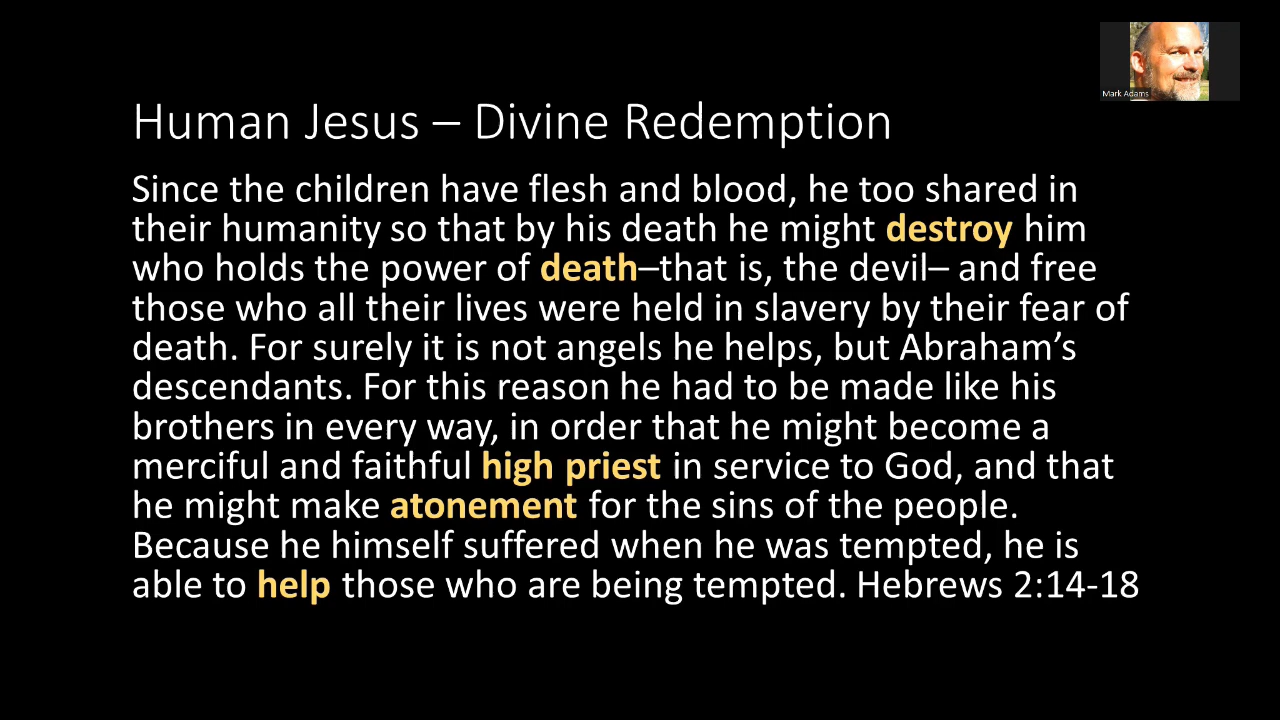 Mark Adams
Human Jesus – Divine Redemption
Since the children have flesh and blood, he too shared in
their humanity so that by his death he might destroy him
who holds the power of death–that is, the devil– and free
those who all their lives were held in slavery by their fear of
death. For surely it is not angels he helps, but Abraham’s
descendants. For this reason he had to be made like his
brothers in every way, in order that he might become a
merciful and faithful high priest in service to God, and that
he might make atonement for the sins of the people.
Because he himself suffered when he was tempted, he is
able to help those who are being tempted. Hebrews 2:14-18